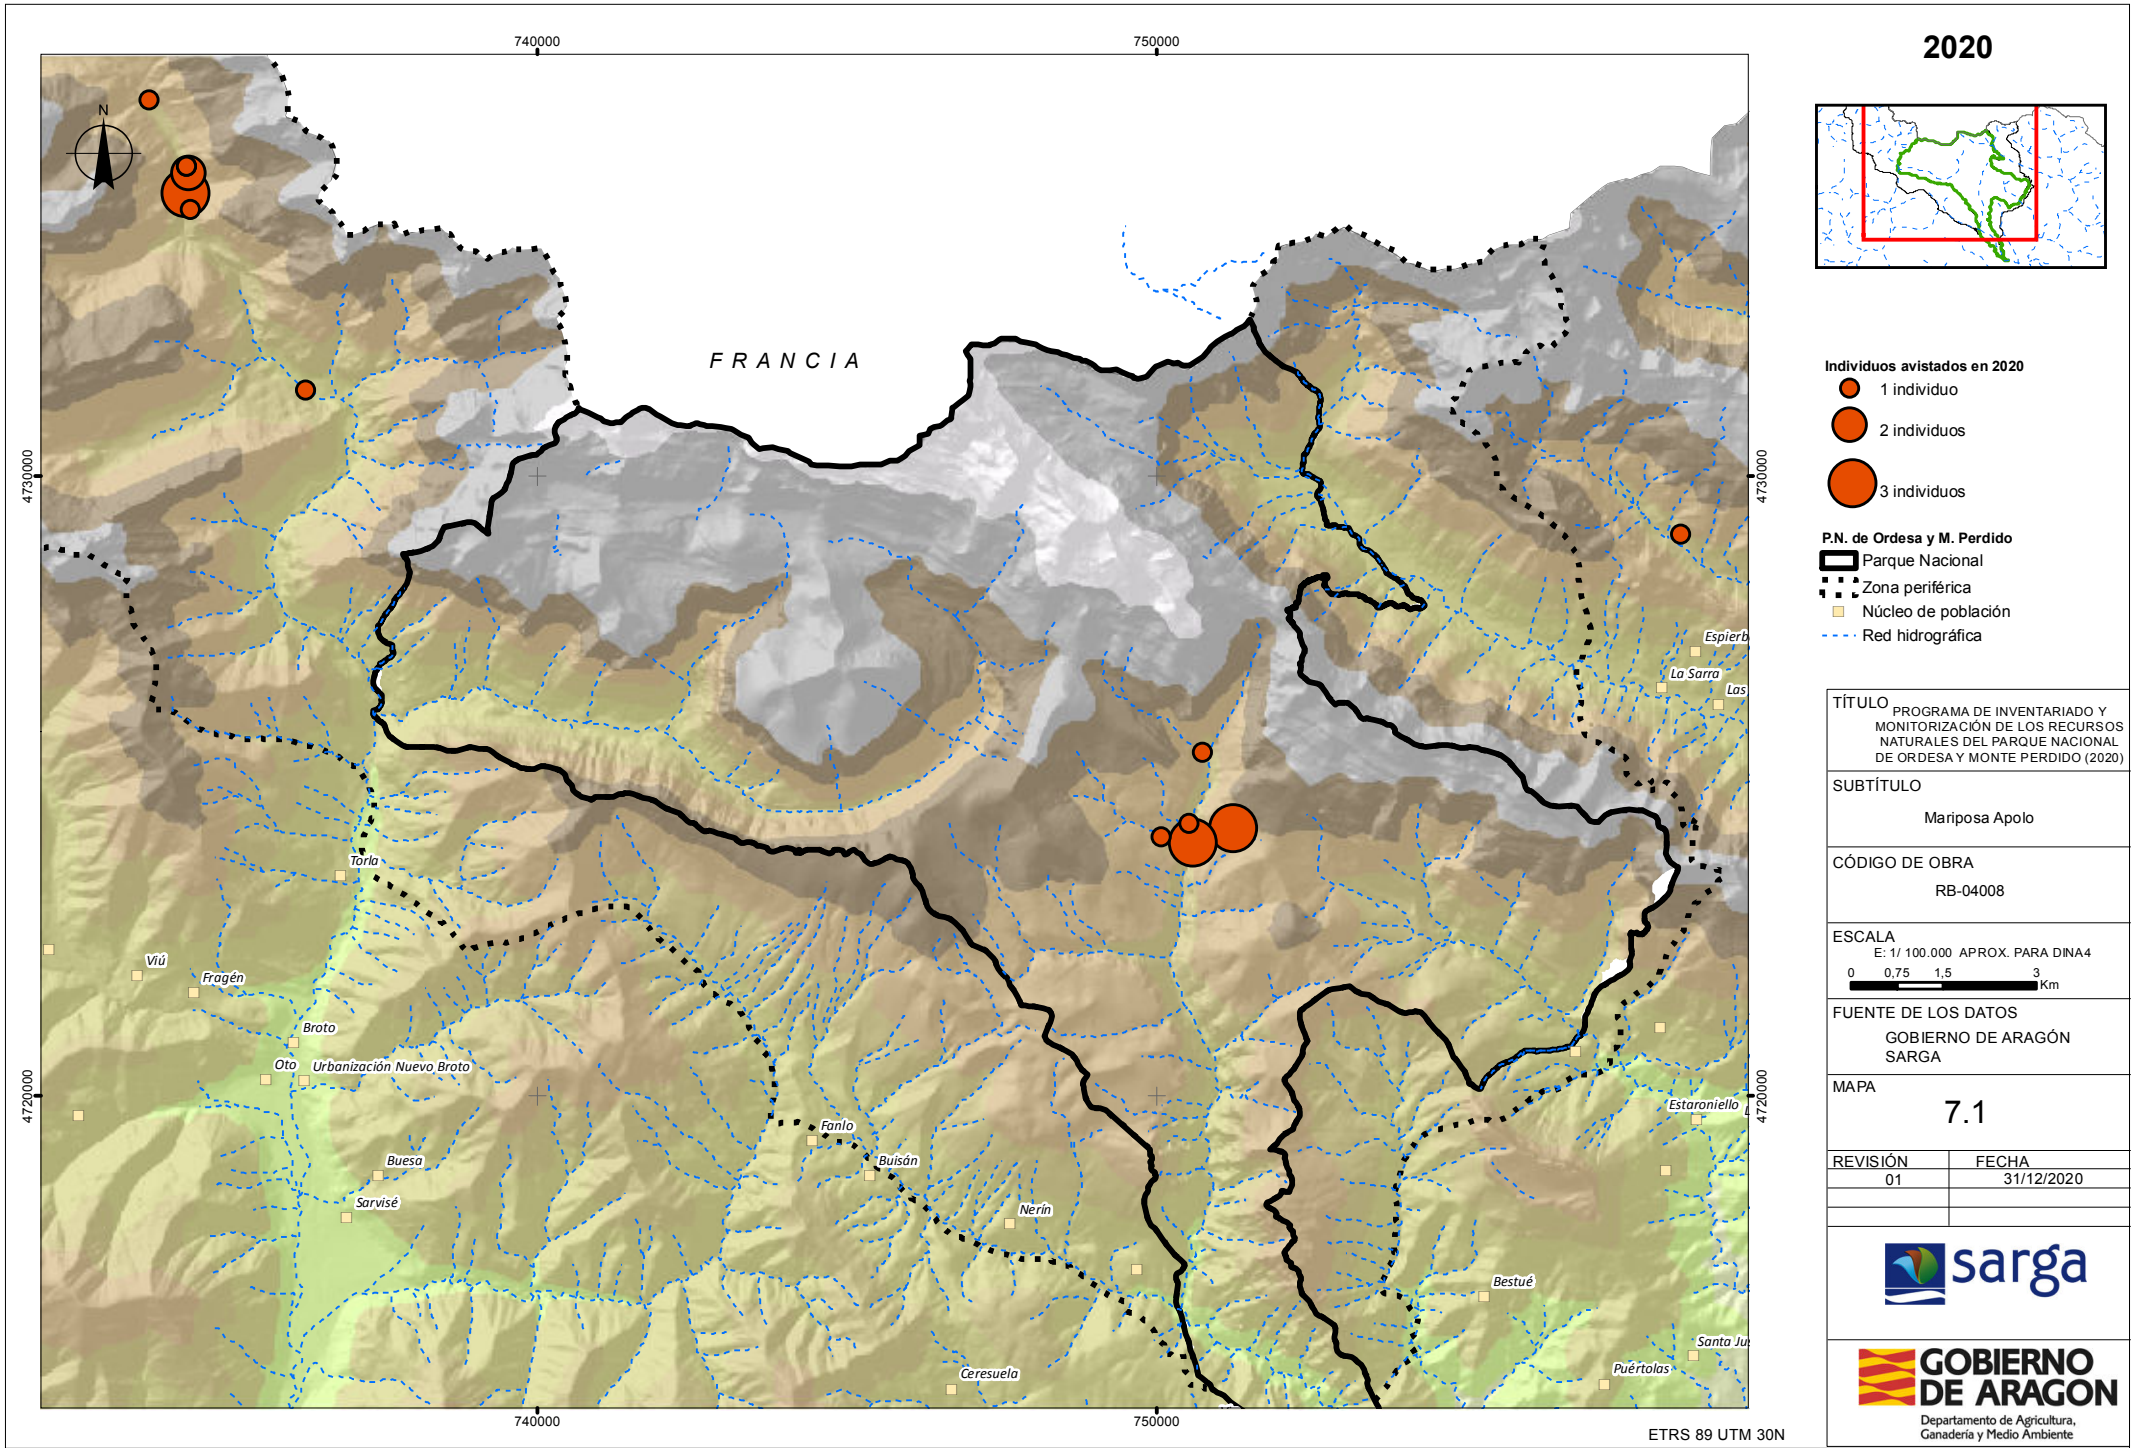 740000
750000
2020
N
FRANCIA
4730000
4730000
Individuos avistados en 2020
1 individuo
2 individuos
3 individuos
P.N. de Ordesa y M. Perdido
Parque Nacional
Zona periférica
Núcleo de población
Red hidrográfica
Espierb
La Sarra
Las
Torla
Viú
Fragén
Broto
Oto
Urbanización Nuevo Broto
4720000
4720000
Estaroniello
Fanlo
Buesa
Buisán
Sarvisé
Nerín
Bestué
Santa Ju
Ceresuela
Puértolas
740000
750000
ETRS 89 UTM 30N
TÍTULO
PROGRAMA DE INVENTARIADO Y
MONITORIZACIÓN DE LOS RECURSOS
NATURALES DEL PARQUE NACIONAL
DE ORDESA Y MONTE PERDIDO (2020)
SUBTÍTULO
Mariposa Apolo
CÓDIGO DE OBRA
RB-04008
ESCALA
E: 1/ 100.000 APROX. PARA DINA4
0 0,75 1,5 3
Km
FUENTE DE LOS DATOS
GOBIERNO DE ARAGÓN
SARGA
MAPA
7.1
REVISIÓN FECHA
01 31/12/2020
sarga
GOBIERNO
DE ARAGON
Departamento de Agricultura,
Ganadería y Medio Ambiente